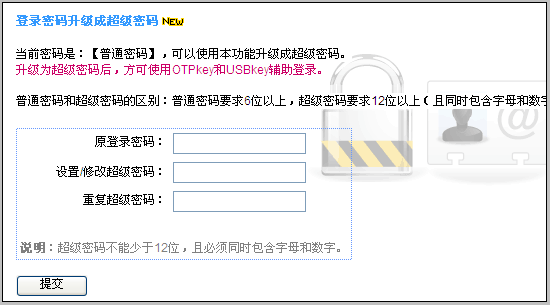 登录密码升级成超级密码 NEW
当前密码是：【普通密码】，可以使用本功能升级成超级密码。
升级为超级密码后，方可使用OTPkey和USBkey辅助登录。
普通密码和超级密码的区别：普通密码要求6位以上，超级密码要求12位以上（且同时包含字母和数字
原登录密码：
设置/修改超级密码：
重复超级密码：
说明：超级密码不能少于12位，且必须同时包含字母和数字。
提交